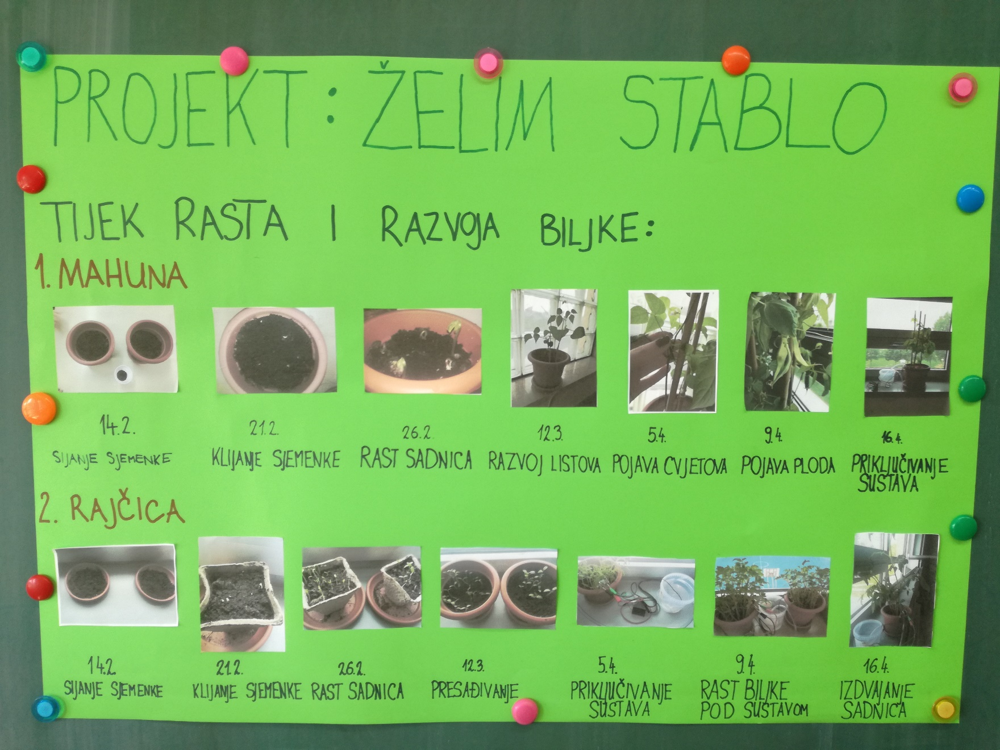 PROJEKT: ŽELIM STABLO
TIJEK RASTA I RAZVOJA BILJKE:
1. MAHUNA
14.2.
SIJANJE SJEMENKE
21.2.
KLIJANJE SJEMENKE
26.2.
RAST SADNICA
12.3.
RAZVOJ LISTOVA
5.4.
POJAVA CVJETOVA
9.4.
POJAVA PLODA
16.4.
PRIKLJUČIVANJE
SUSTAVA
2. RAJČICA
14.2.
SIJANJE SJEMENKE
21.2.
KLIJANJE SJEMENKE
26.2.
RAST SADNICA
12.3.
PRESAĐIVANJE
5.4.
PRIKLJUČIVANJE
SUSTAVA
9.4.
RAST BILJKE
POD SUSTAVOM
16.4.
IZDVAJANJE
SADNICA